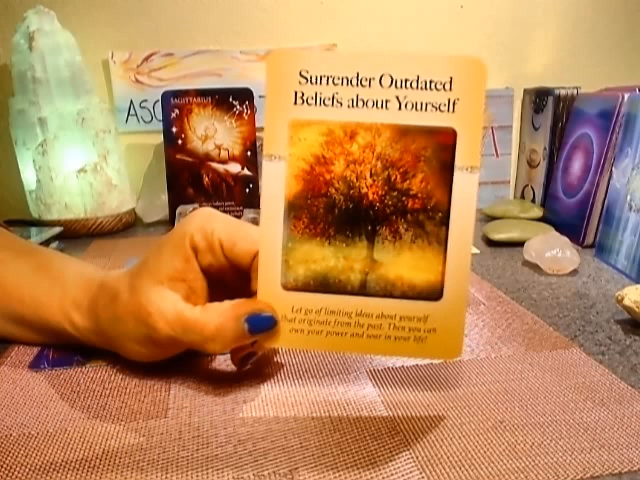 ASC
SAGITTARIUS
Surrender Outdated
Beliefs about Yourself
Let go of limiting ideas about yourself
that originate from the past. Then you can
own your power and soar in your life!